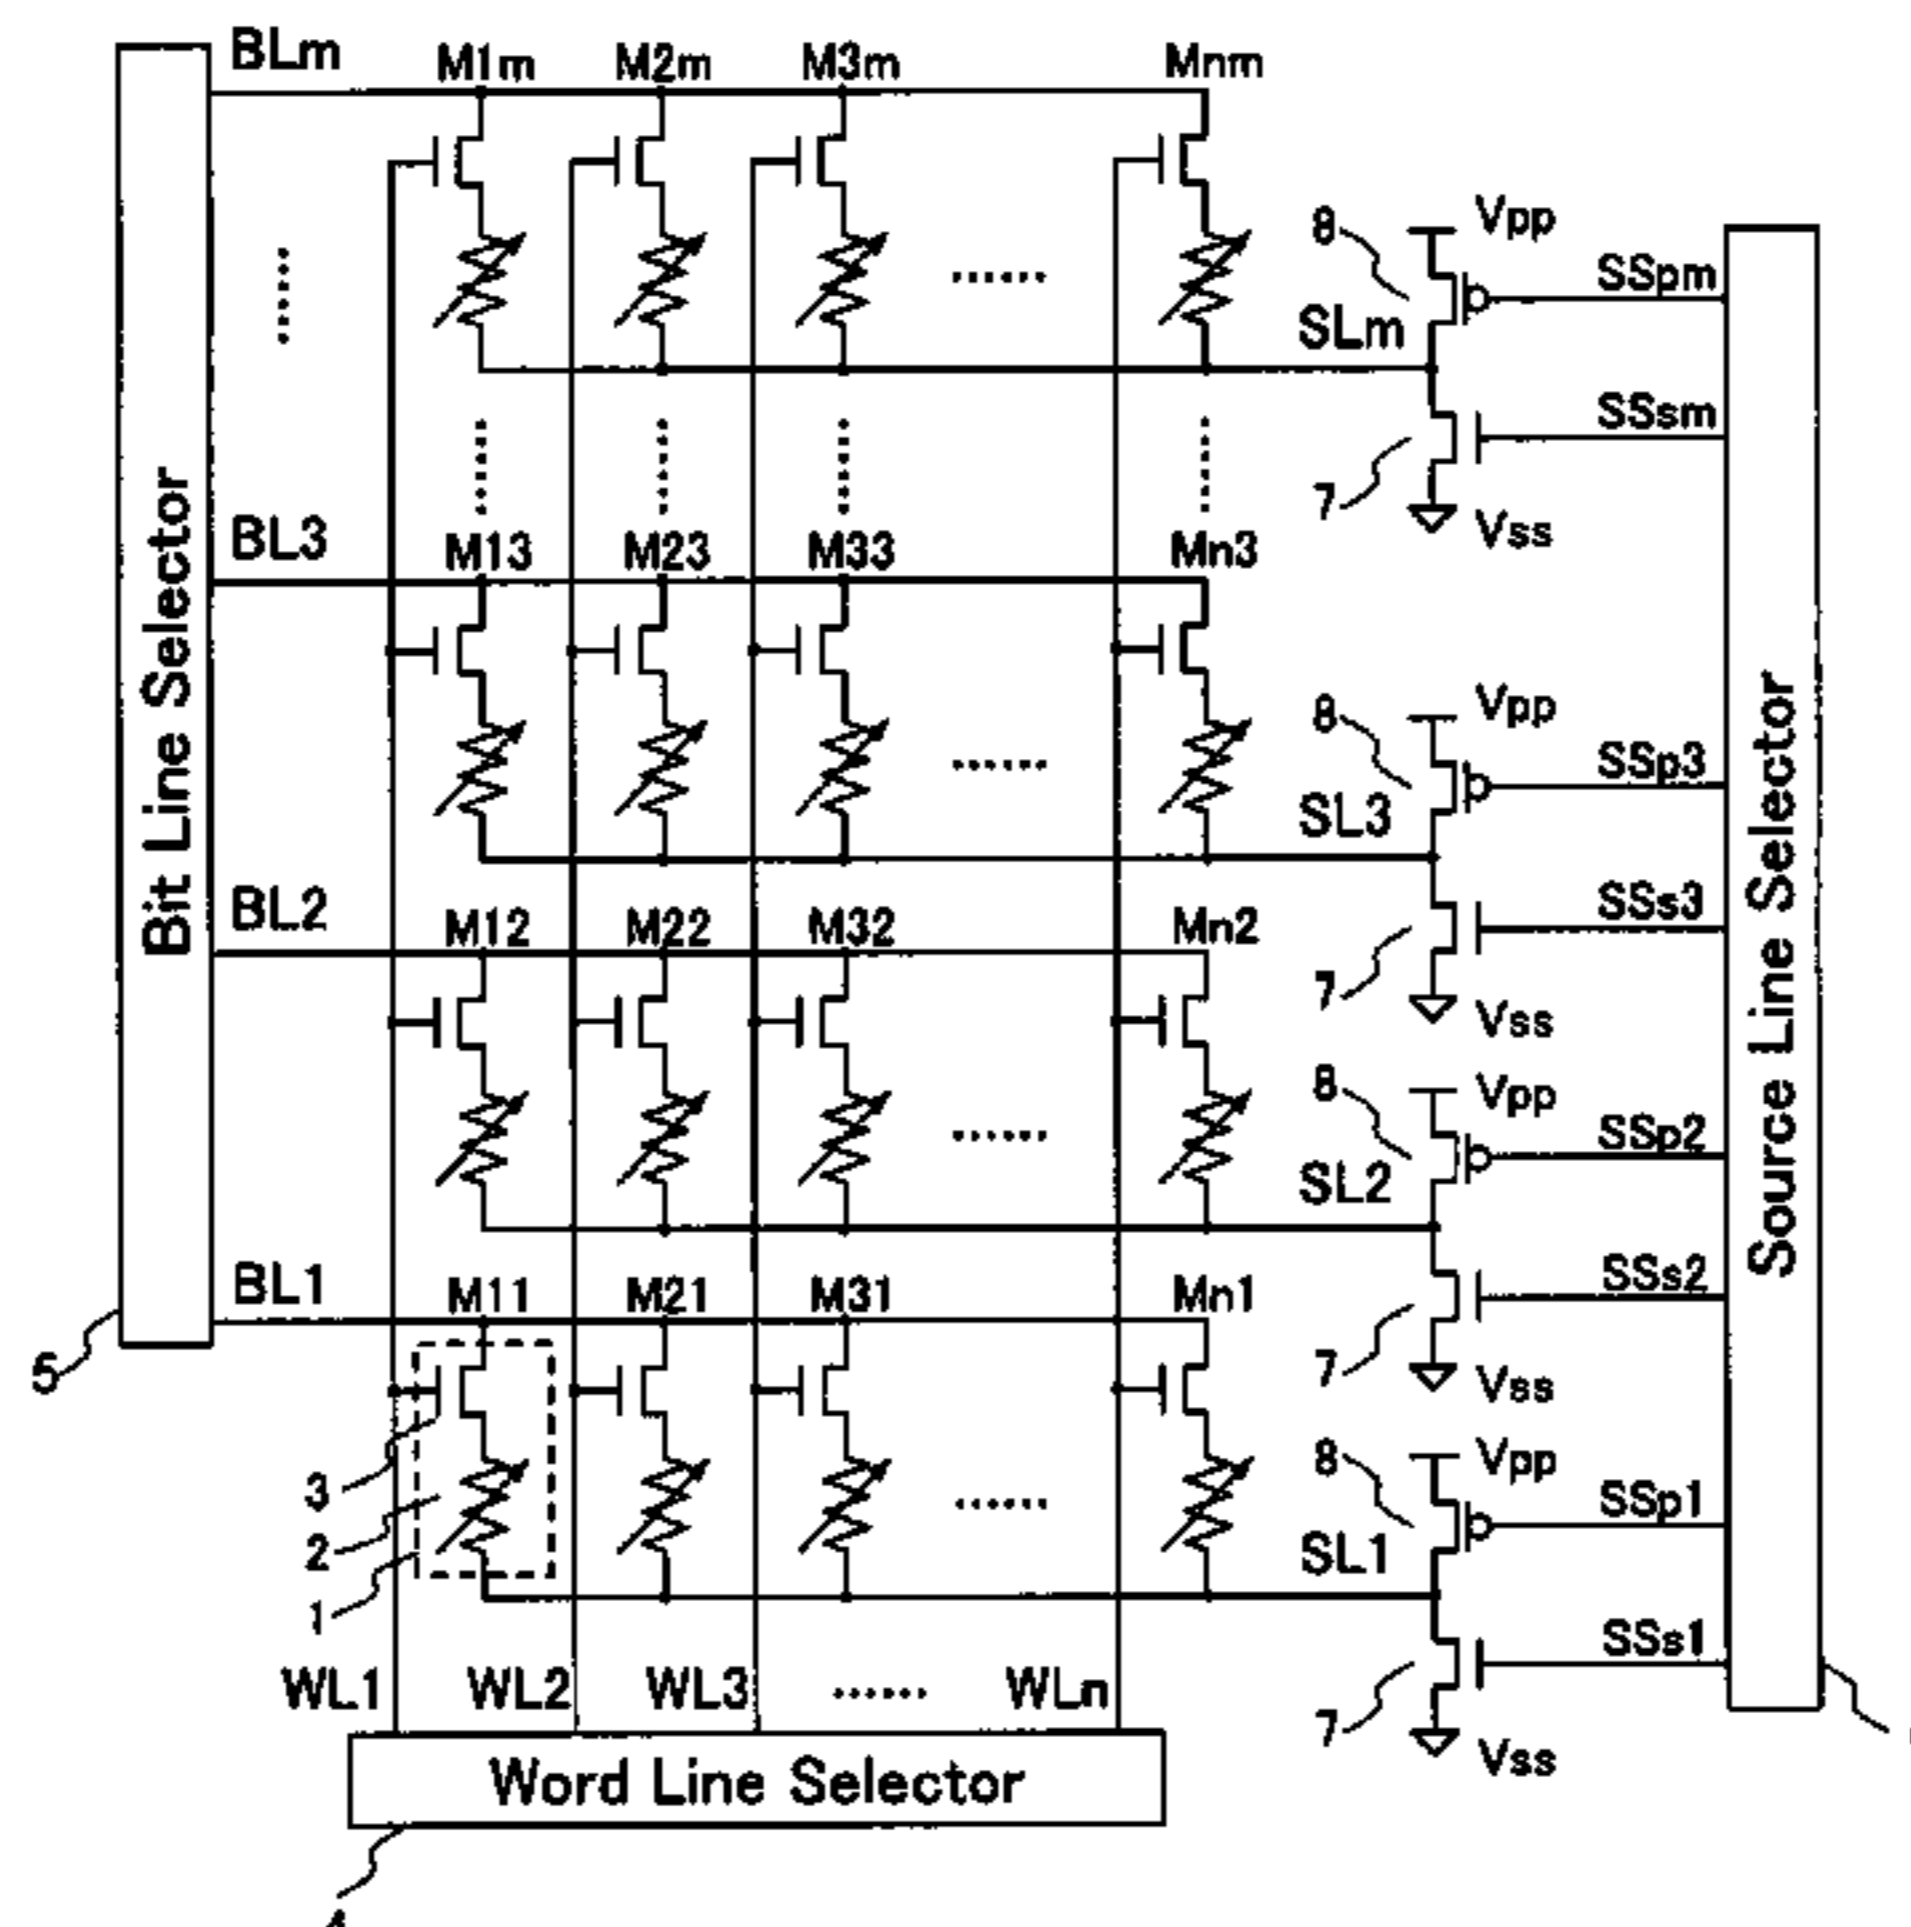 BLm M1m M2m M3m Mnm
8 Vpp
SSpm
SLm
SSsm
7 Vss
BL3 M13 M23 M33 Mn3
8 Vpp
SSp3
SL3
SSs3
7 Vss
BL2 M12 M22 M32 Mn2
8 Vpp
SSp2
SL2
SSs2
7 Vss
BL1 M11 M21 M31 Mn1
8 Vpp
SSp1
SL1
SSs1
7 Vss
5
3
2
1
WL1 WL2 WL3 ...... WLn
Bit Line Selector
Word Line Selector
Source Line Selector